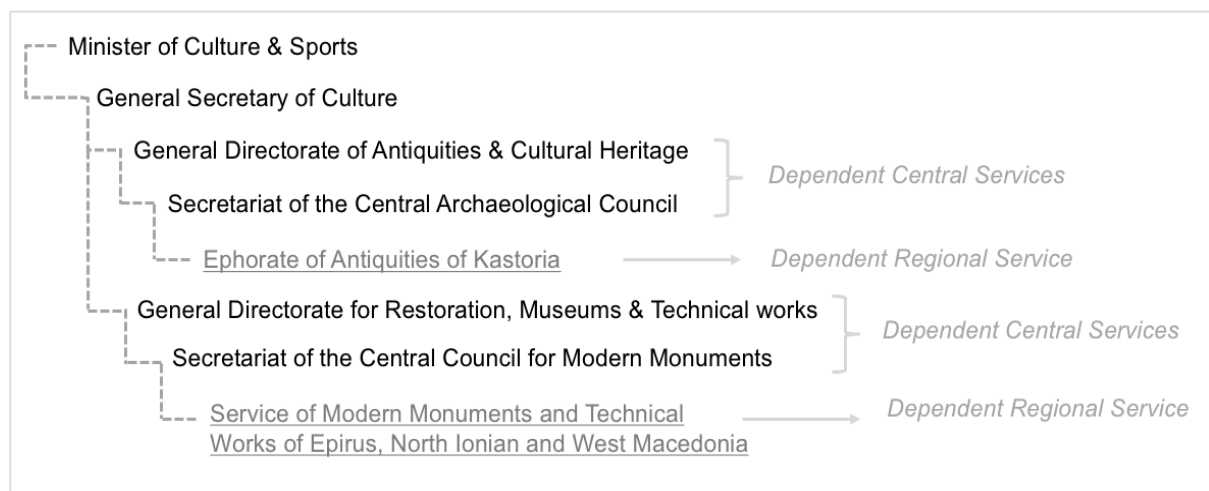 Minister of Culture & Sports
General Secretary of Culture
General Directorate of Antiquities & Cultural Heritage
Dependent Central Services
Secretariat of the Central Archaeological Council
Ephorate of Antiquities of Kastoria
Dependent Regional Service
General Directorate for Restoration, Museums & Technical works
Dependent Central Services
Secretariat of the Central Council for Modern Monuments
Service of Modern Monuments and Technical
Works of Epirus, North Ionian and West Macedonia
Dependent Regional Service